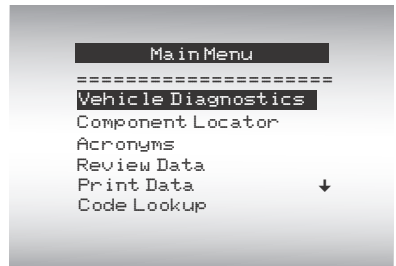 Main Menu
=====================
Vehicle Diagnostics
Component Locator
Acronyms
Review Data
Print Data ↓
Code Lookup